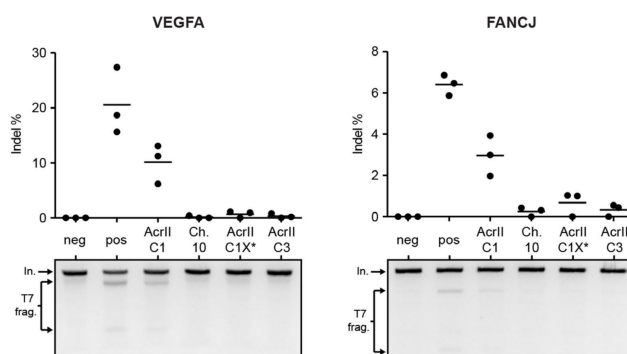 VEGFA
Indel %
30
20
10
0
neg
pos
AcrII C1
Ch. 10
AcrII C1X*
AcrII C3
In.
T7 frag.
FANCJ
Indel %
8
6
4
2
0
neg
pos
AcrII C1
Ch. 10
AcrII C1X*
AcrII C3
In.
T7 frag.